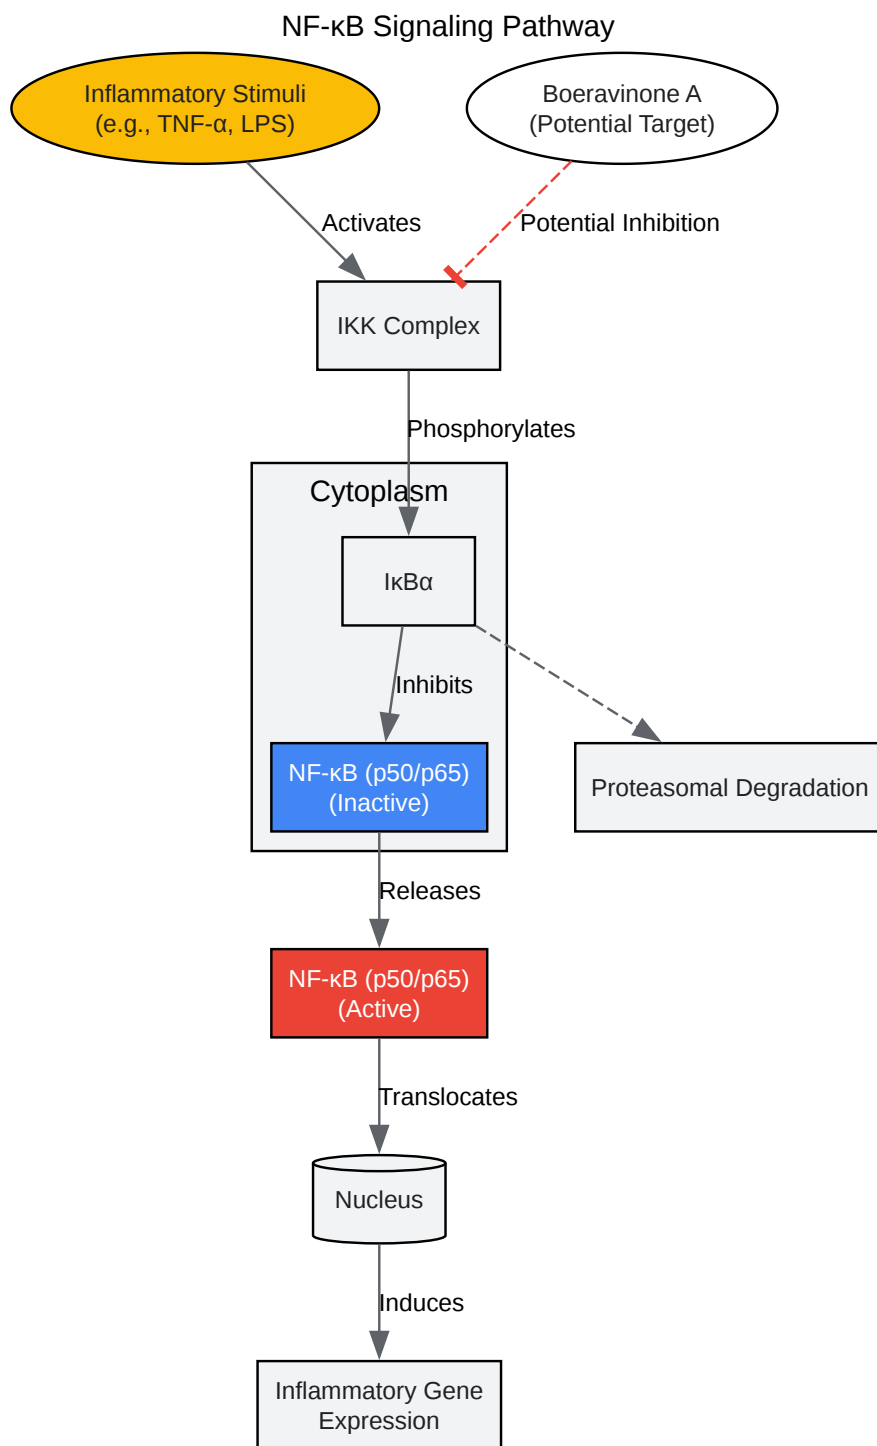 NF-κB Signaling Pathway
Inflammatory Stimuli
(e.g., TNF-α, LPS)
Boeravinone A
(Potential Target)
Activates
Potential Inhibition
IKK Complex
Phosphorylates
Cytoplasm
IκBα
Inhibits
NF-κB (p50/p65)
(Inactive)
Proteasomal Degradation
Releases
NF-κB (p50/p65)
(Active)
Translocates
Nucleus
Induces
Inflammatory Gene
Expression